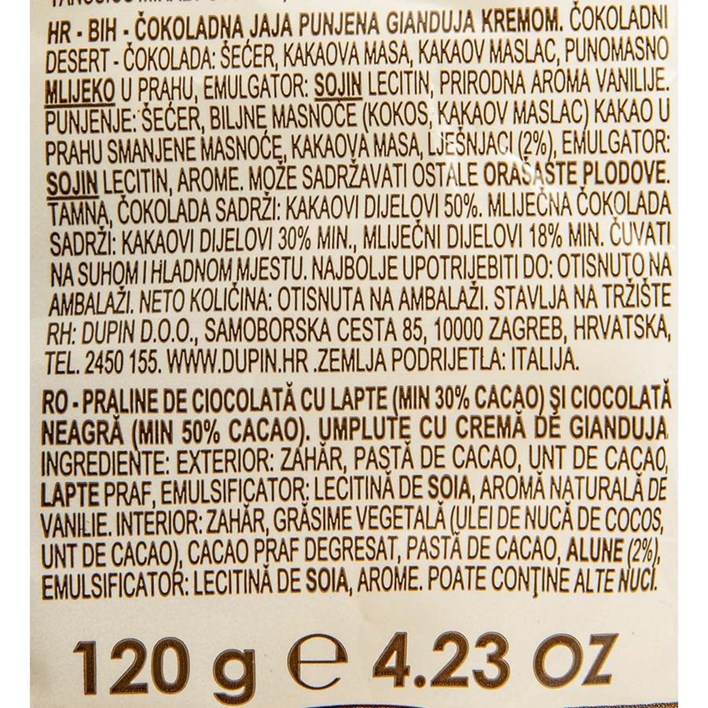 HR - BIH - ČOKOLADNA JAJA PUNJENA GIANDUJA KREMOM. ČOKOLADNI
DESERT - ČOKOLADA: ŠEĆER, KAKAOVA MASA, KAKAOV MASLAC, PUNOMASNO
MLIJEKO U PRAHU, EMULGATOR: SOJIN LECITIN, PRIRODNA AROMA VANILIJE.
PUNJENJE: ŠEĆER, BILJNE MASNOĆE (KOKOS, KAKAOV MASLAC) KAKAO U
PRAHU SMANJENE MASNOĆE, KAKAOVA MASA, LJEŠNJACI (2%), EMULGATOR:
SOJIN LECITIN, AROME. MOŽE SADRŽAVATI OSTALE ORAŠASTE PLODOVE.
TAMNA, ČOKOLADA SADRŽI: KAKAOVI DIJELOVI 50%. MLIJEČNA ČOKOLADA
SADRŽI: KAKAOVI DIJELOVI 30% MIN., MLIJEČNI DIJELOVI 18% MIN. ČUVATI
NA SUHOM I HLADNOM MJESTU. NAJBOLJE UPOTRIJEBITI DO: OTISNUTO NA
AMBALAŽI. NETO KOLIČINA: OTISNUTA NA AMBALAŽI. STAVLJA NA TRŽIŠTE
RH: DUPIN D.O.O., SAMOBORSKA CESTA 85, 10000 ZAGREB, HRVATSKA,
TEL. 2450 155. WWW.DUPIN.HR .ZEMLJA PODRIJETLA: ITALIJA.
RO - PRALINE DE CIOCOLATĂ CU LAPTE (MIN 30% CACAO) ȘI CIOCOLATĂ
NEAGRĂ (MIN 50% CACAO). UMPLUTE CU CREMĂ DE GIANDUJA
INGREDIENTE: EXTERIOR: ZAHĂR, PASTĂ DE CACAO, UNT DE CACAO,
LAPTE PRAF, EMULSIFICATOR: LECITINĂ DE SOIA, AROMĂ NATURALĂ DE
VANILIE. INTERIOR: ZAHĂR, GRĂSIME VEGETALĂ (ULEI DE NUCĂ DE COCOS,
UNT DE CACAO), CACAO PRAF DEGRESAT, PASTĂ DE CACAO, ALUNE (2%),
EMULSIFICATOR: LECITINĂ DE SOIA, AROME. POATE CONȚINE ALTE NUCI.
120 g ℮ 4.23 OZ